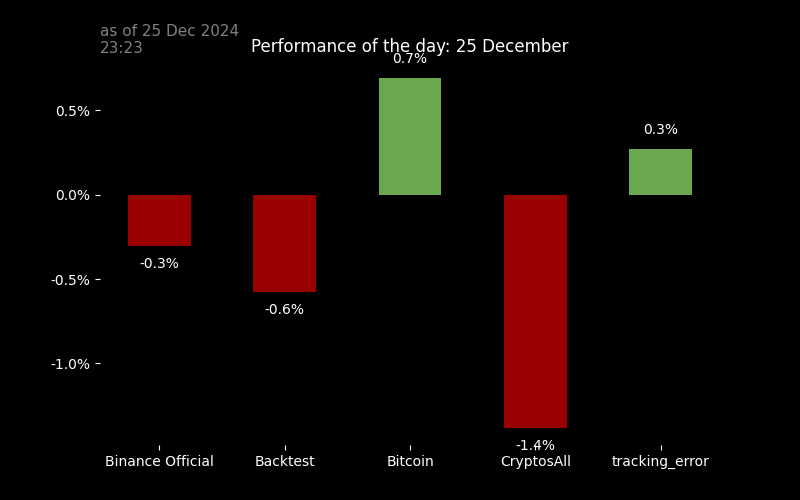 as of 25 Dec 2024
23:23
Performance of the day: 25 December
0.7%
0.5%
0.3%
0.0%
-0.3%
-0.5%
-0.6%
-1.0%
-1.4%
Binance Official
Backtest
Bitcoin
CryptosAll
tracking_error